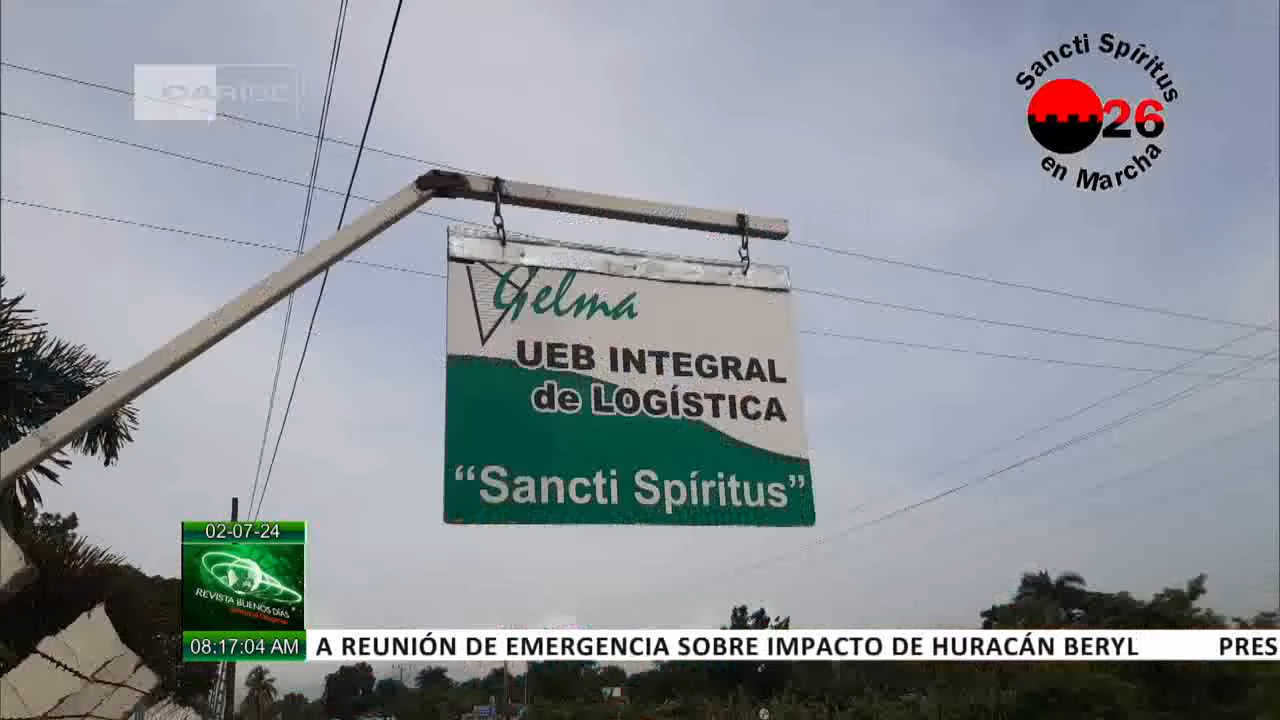 CARIBE
Sancti Spíritus
26
en Marcha
Gelma
UEB INTEGRAL
de LOGÍSTICA
“Sancti Spíritus”
02-07-24
REVISTA BUENOS DÍAS
08:17:04 AM
A REUNIÓN DE EMERGENCIA SOBRE IMPACTO DE HURACÁN BERYL PRES